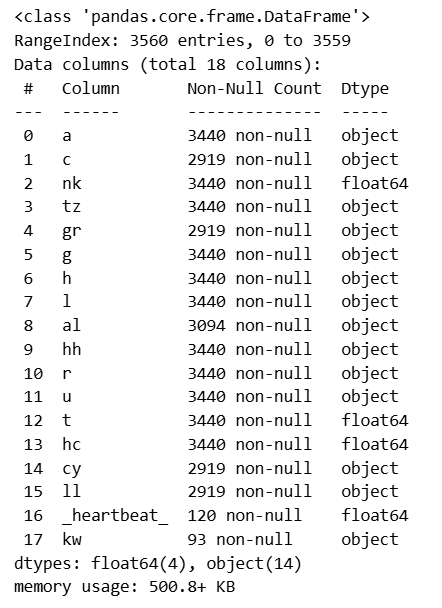 <class 'pandas.core.frame.DataFrame'>
RangeIndex: 3560 entries, 0 to 3559
Data columns (total 18 columns):
 #   Column       Non-Null Count  Dtype
---  ------       --------------  -----
 0   a            3440 non-null   object
 1   c            2919 non-null   object
 2   nk           3440 non-null   float64
 3   tz           3440 non-null   object
 4   gr           2919 non-null   object
 5   g            3440 non-null   object
 6   h            3440 non-null   object
 7   l            3440 non-null   object
 8   al           3094 non-null   object
 9   hh           3440 non-null   object
 10  r            3440 non-null   object
 11  u            3440 non-null   object
 12  t            3440 non-null   float64
 13  hc           3440 non-null   float64
 14  cy           2919 non-null   object
 15  ll           2919 non-null   object
 16  _heartbeat_  120 non-null    float64
 17  kw           93 non-null     object
dtypes: float64(4), object(14)
memory usage: 500.8+ KB